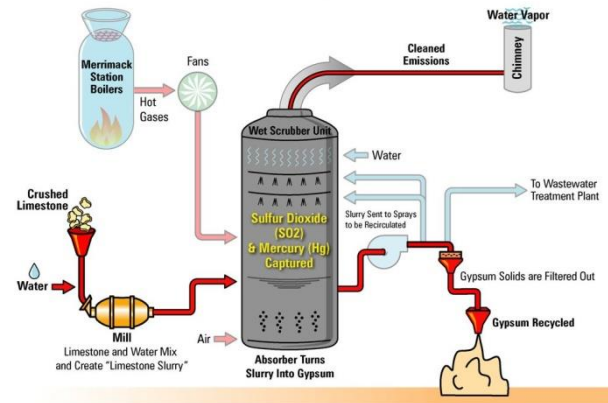 Merrimack
Station
Boilers
Hot
Gases
Fans
Cleaned
Emissions
Water Vapor
Chimney
Wet Scrubber Unit
Water
Crushed
Limestone
Sulfur Dioxide
(SO2)
& Mercury (Hg)
Captured
Slurry Sent to Sprays
to be Recirculated
To Wastewater
Treatment Plant
Gypsum Solids are Filtered Out
Water
Mill
Limestone and Water Mix
and Create "Limestone Slurry"
Air
Absorber Turns
Slurry Into Gypsum
Gypsum Recycled